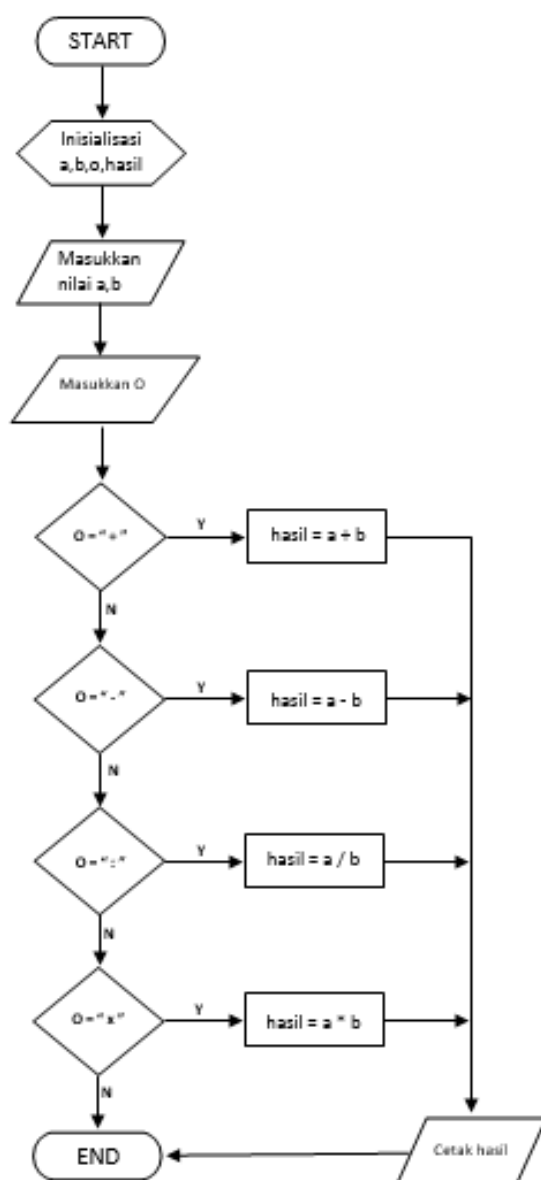 START
Inisialisasi
a,b,o,hasil
Masukkan
nilai a,b
Masukkan O
O = “ + ”
Y
hasil = a + b
N
O = “ - ”
Y
hasil = a - b
N
O = “ : ”
Y
hasil = a / b
N
O = “ x ”
Y
hasil = a * b
N
END
Cetak hasil